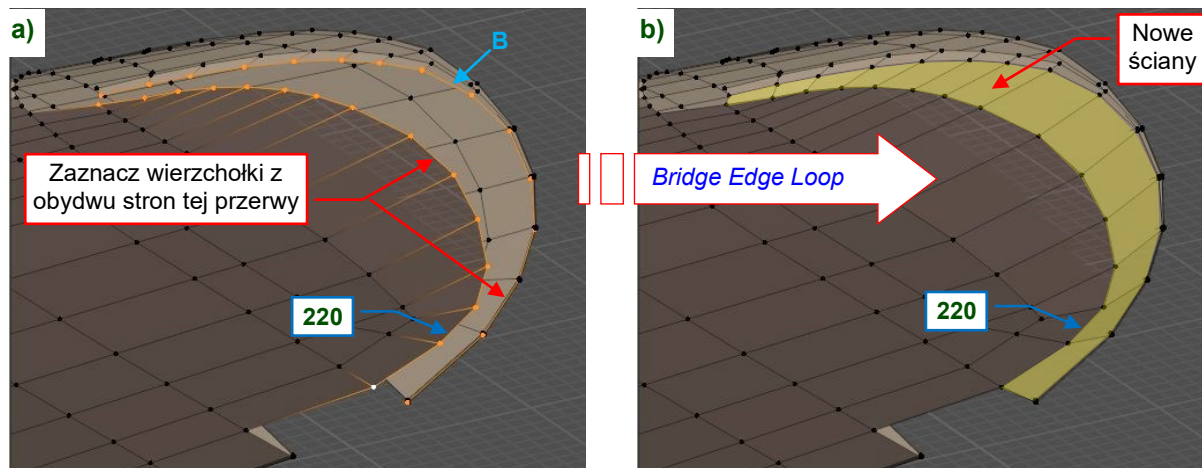 a)
B
Zaznacz wierzchołki z
obydwu stron tej przerwy
220
Bridge Edge Loop
b)
Nowe
ściany
220